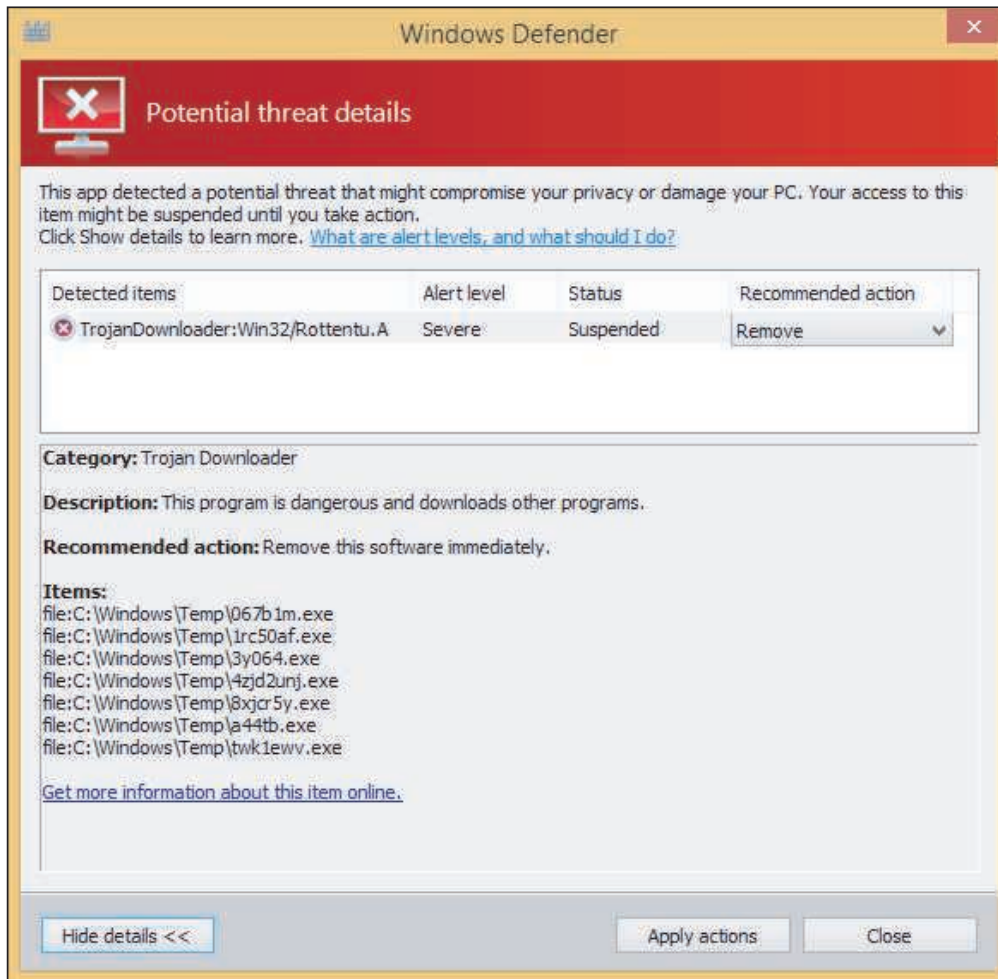 Windows Defender
Potential threat details
This app detected a potential threat that might compromise your privacy or damage your PC. Your access to this
item might be suspended until you take action.
Click Show details to learn more. What are alert levels, and what should I do?
Detected items Alert level Status Recommended action
TrojanDownloader:Win32/Rottentu.A Severe Suspended Remove
Category: Trojan Downloader
Description: This program is dangerous and downloads other programs.
Recommended action: Remove this software immediately.
Items:
file:C:\Windows\Temp\067b1m.exe
file:C:\Windows\Temp\1rc50af.exe
file:C:\Windows\Temp\3y064.exe
file:C:\Windows\Temp\4zjd2unj.exe
file:C:\Windows\Temp\8xjcr5y.exe
file:C:\Windows\Temp\a44tb.exe
file:C:\Windows\Temp\twk1ewv.exe
Get more information about this item online.
Hide details << Apply actions Close